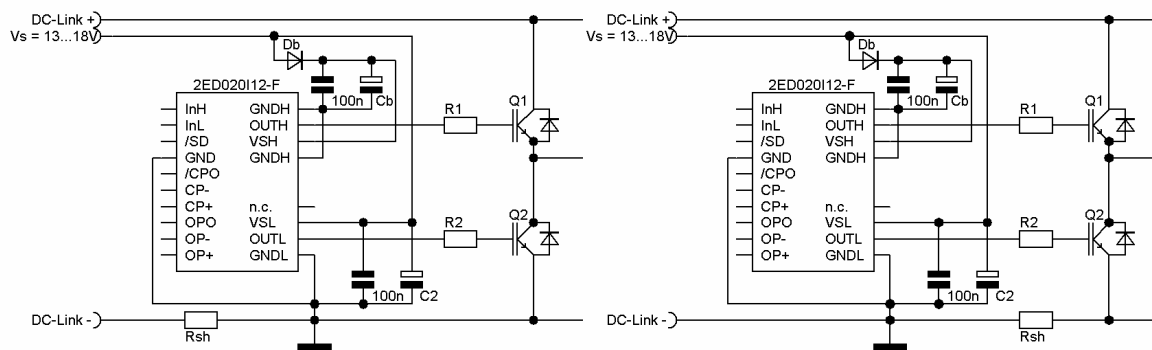 DC-Link +
Vs = 13...18V
Db
2ED020I12-F
100n
Cb
InH
GNDH
InL
OUTH
/SD
VSH
GND
GNDH
/CPO
CP-
CP+
n.c.
OPO
VSL
OP-
OUTL
OP+
GNDL
R1
Q1
R2
Q2
100n
C2
DC-Link -
Rsh
DC-Link +
Vs = 13...18V
Db
2ED020I12-F
100n
Cb
InH
GNDH
InL
OUTH
/SD
VSH
GND
GNDH
/CPO
CP-
CP+
n.c.
OPO
VSL
OP-
OUTL
OP+
GNDL
R1
Q1
R2
Q2
100n
C2
DC-Link -
Rsh